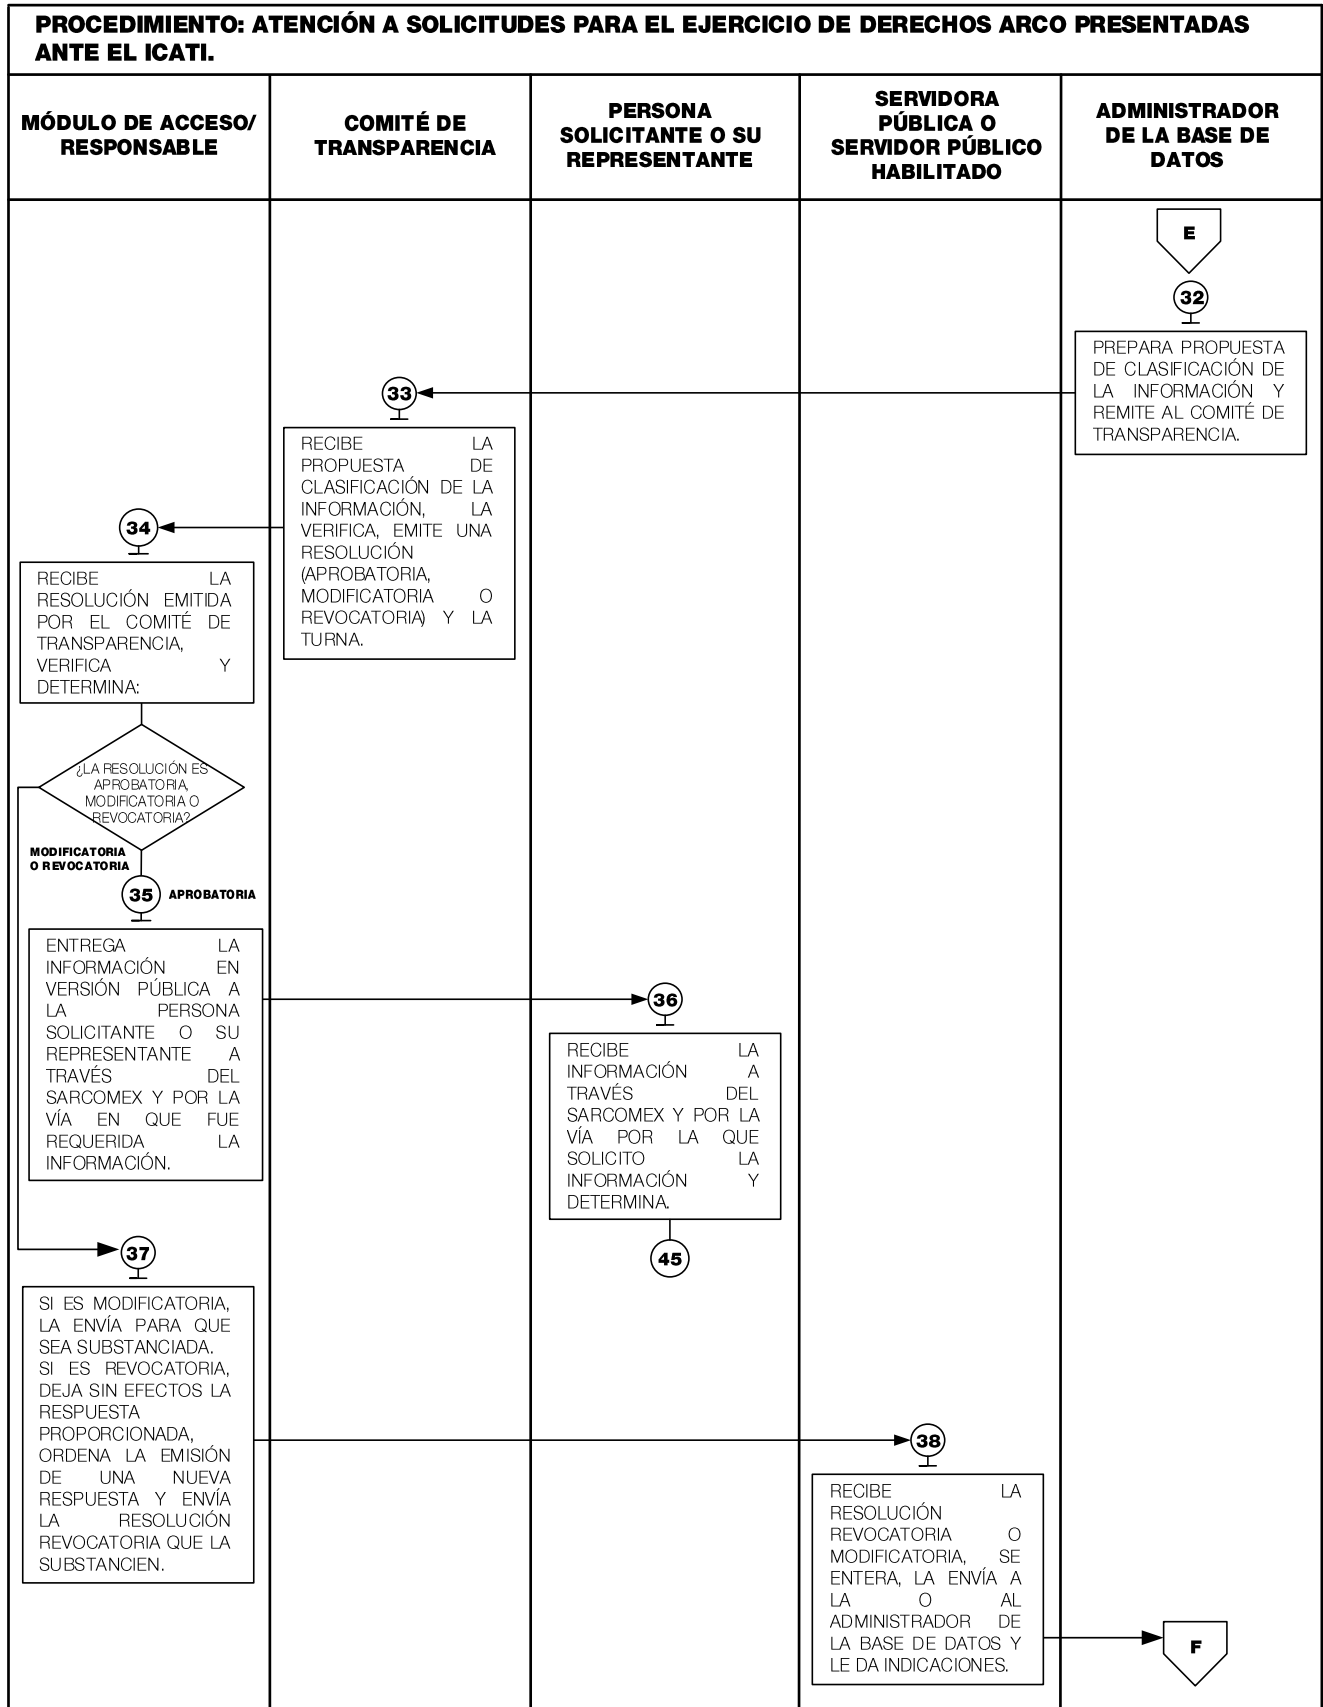 PROCEDIMIENTO: ATENCIÓN A SOLICITUDES PARA EL EJERCICIO DE DERECHOS ARCO PRESENTADAS
ANTE EL ICATI.
MÓDULO DE ACCESO/
RESPONSABLE
COMITÉ DE
TRANSPARENCIA
PERSONA
SOLICITANTE O SU
REPRESENTANTE
SERVIDORA
PÚBLICA O
SERVIDOR PÚBLICO
HABILITADO
ADMINISTRADOR
DE LA BASE DE
DATOS
E
32
PREPARA PROPUESTA
DE CLASIFICACIÓN DE
LA INFORMACIÓN Y
REMITE AL COMITÉ DE
TRANSPARENCIA.
33
RECIBE LA
PROPUESTA DE
CLASIFICACIÓN DE LA
INFORMACIÓN, LA
VERIFICA, EMITE UNA
RESOLUCIÓN
(APROBATORIA,
MODIFICATORIA O
REVOCATORIA) Y LA
TURNA.
34
RECIBE LA
RESOLUCIÓN EMITIDA
POR EL COMITÉ DE
TRANSPARENCIA,
VERIFICA Y
DETERMINA:
¿LA RESOLUCIÓN ES
APROBATORIA,
MODIFICATORIA O
REVOCATORIA?
MODIFICATORIA
O REVOCATORIA
35
APROBATORIA
ENTREGA LA
INFORMACIÓN EN
VERSIÓN PÚBLICA A
LA PERSONA
SOLICITANTE O SU
REPRESENTANTE A
TRAVÉS DEL
SARCOMEX Y POR LA
VÍA EN QUE FUE
REQUERIDA LA
INFORMACIÓN.
36
RECIBE LA
INFORMACIÓN A
TRAVÉS DEL
SARCOMEX Y POR LA
VÍA POR LA QUE
SOLICITO LA
INFORMACIÓN Y
DETERMINA.
45
37
SI ES MODIFICATORIA,
LA ENVÍA PARA QUE
SEA SUBSTANCIADA.
SI ES REVOCATORIA,
DEJA SIN EFECTOS LA
RESPUESTA
PROPORCIONADA,
ORDENA LA EMISIÓN
DE UNA NUEVA
RESPUESTA Y ENVÍA
LA RESOLUCIÓN
REVOCATORIA QUE LA
SUBSTANCIEN.
38
RECIBE LA
RESOLUCIÓN
REVOCATORIA O
MODIFICATORIA, SE
ENTERA, LA ENVÍA A
LA O AL
ADMINISTRADOR DE
LA BASE DE DATOS Y
LE DA INDICACIONES.
F